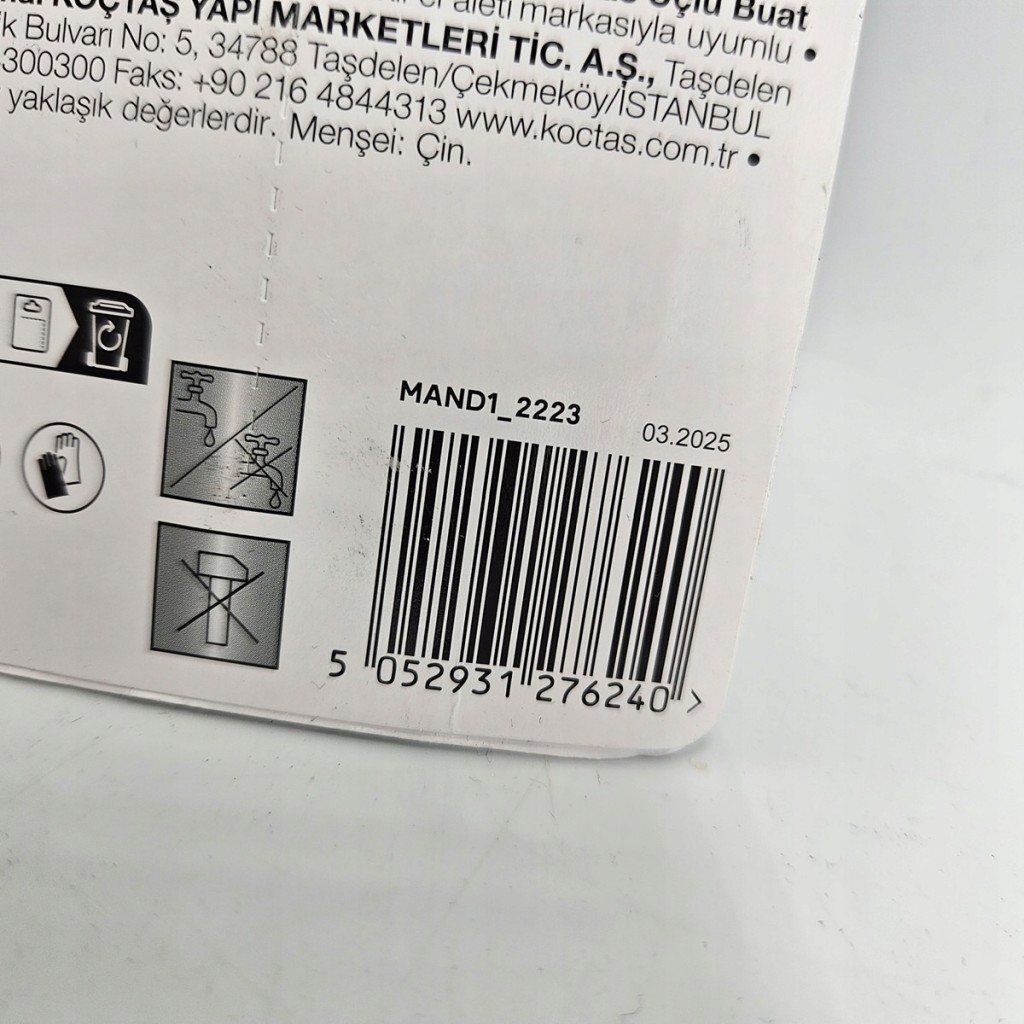 Uçlu Buat
aleti markasıyla uyumlu •
KOÇTAŞ YAPI MARKETLERİ TİC. A.Ş., Taşdelen
Bulvarı No: 5, 34788 Taşdelen/Çekmeköy/İSTANBUL
300300 Faks: +90 216 4844313 www.koctas.com.tr •
yaklaşık değerlerdir. Menşei: Çin.
MAND1_2223
03.2025
5 052931 276240 >